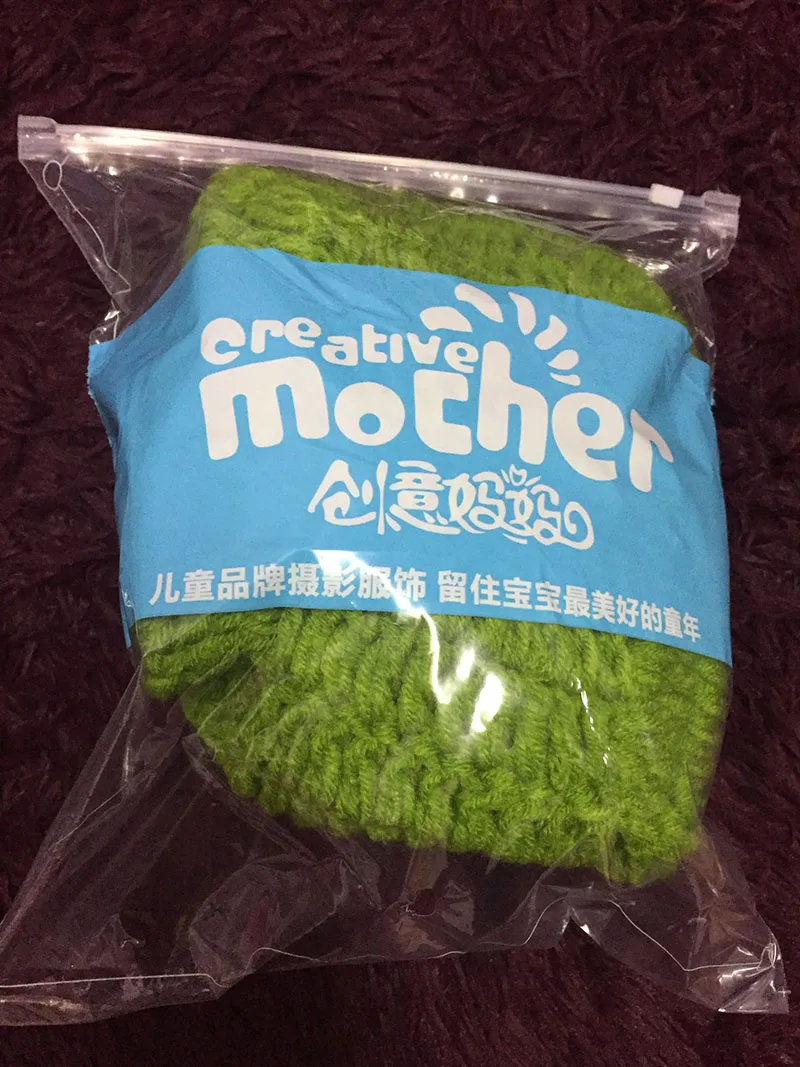 creative
mother
创意妈妈
儿童品牌摄影服饰 留住宝宝最美好的童年